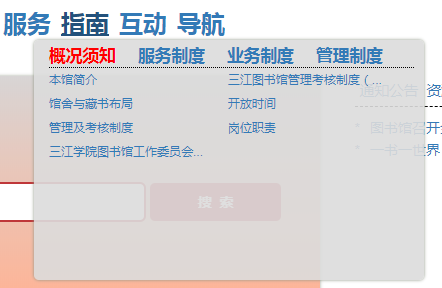 服务 指南 互动 导航
概况须知 服务制度 业务制度 管理制度
本馆简介 三江图书馆管理考核制度（...
馆舍与藏书布局 开放时间
管理及考核制度 岗位职责
三江学院图书馆工作委员会...
通知公告 资
* 图书馆召开
* 一书一世界
搜 索